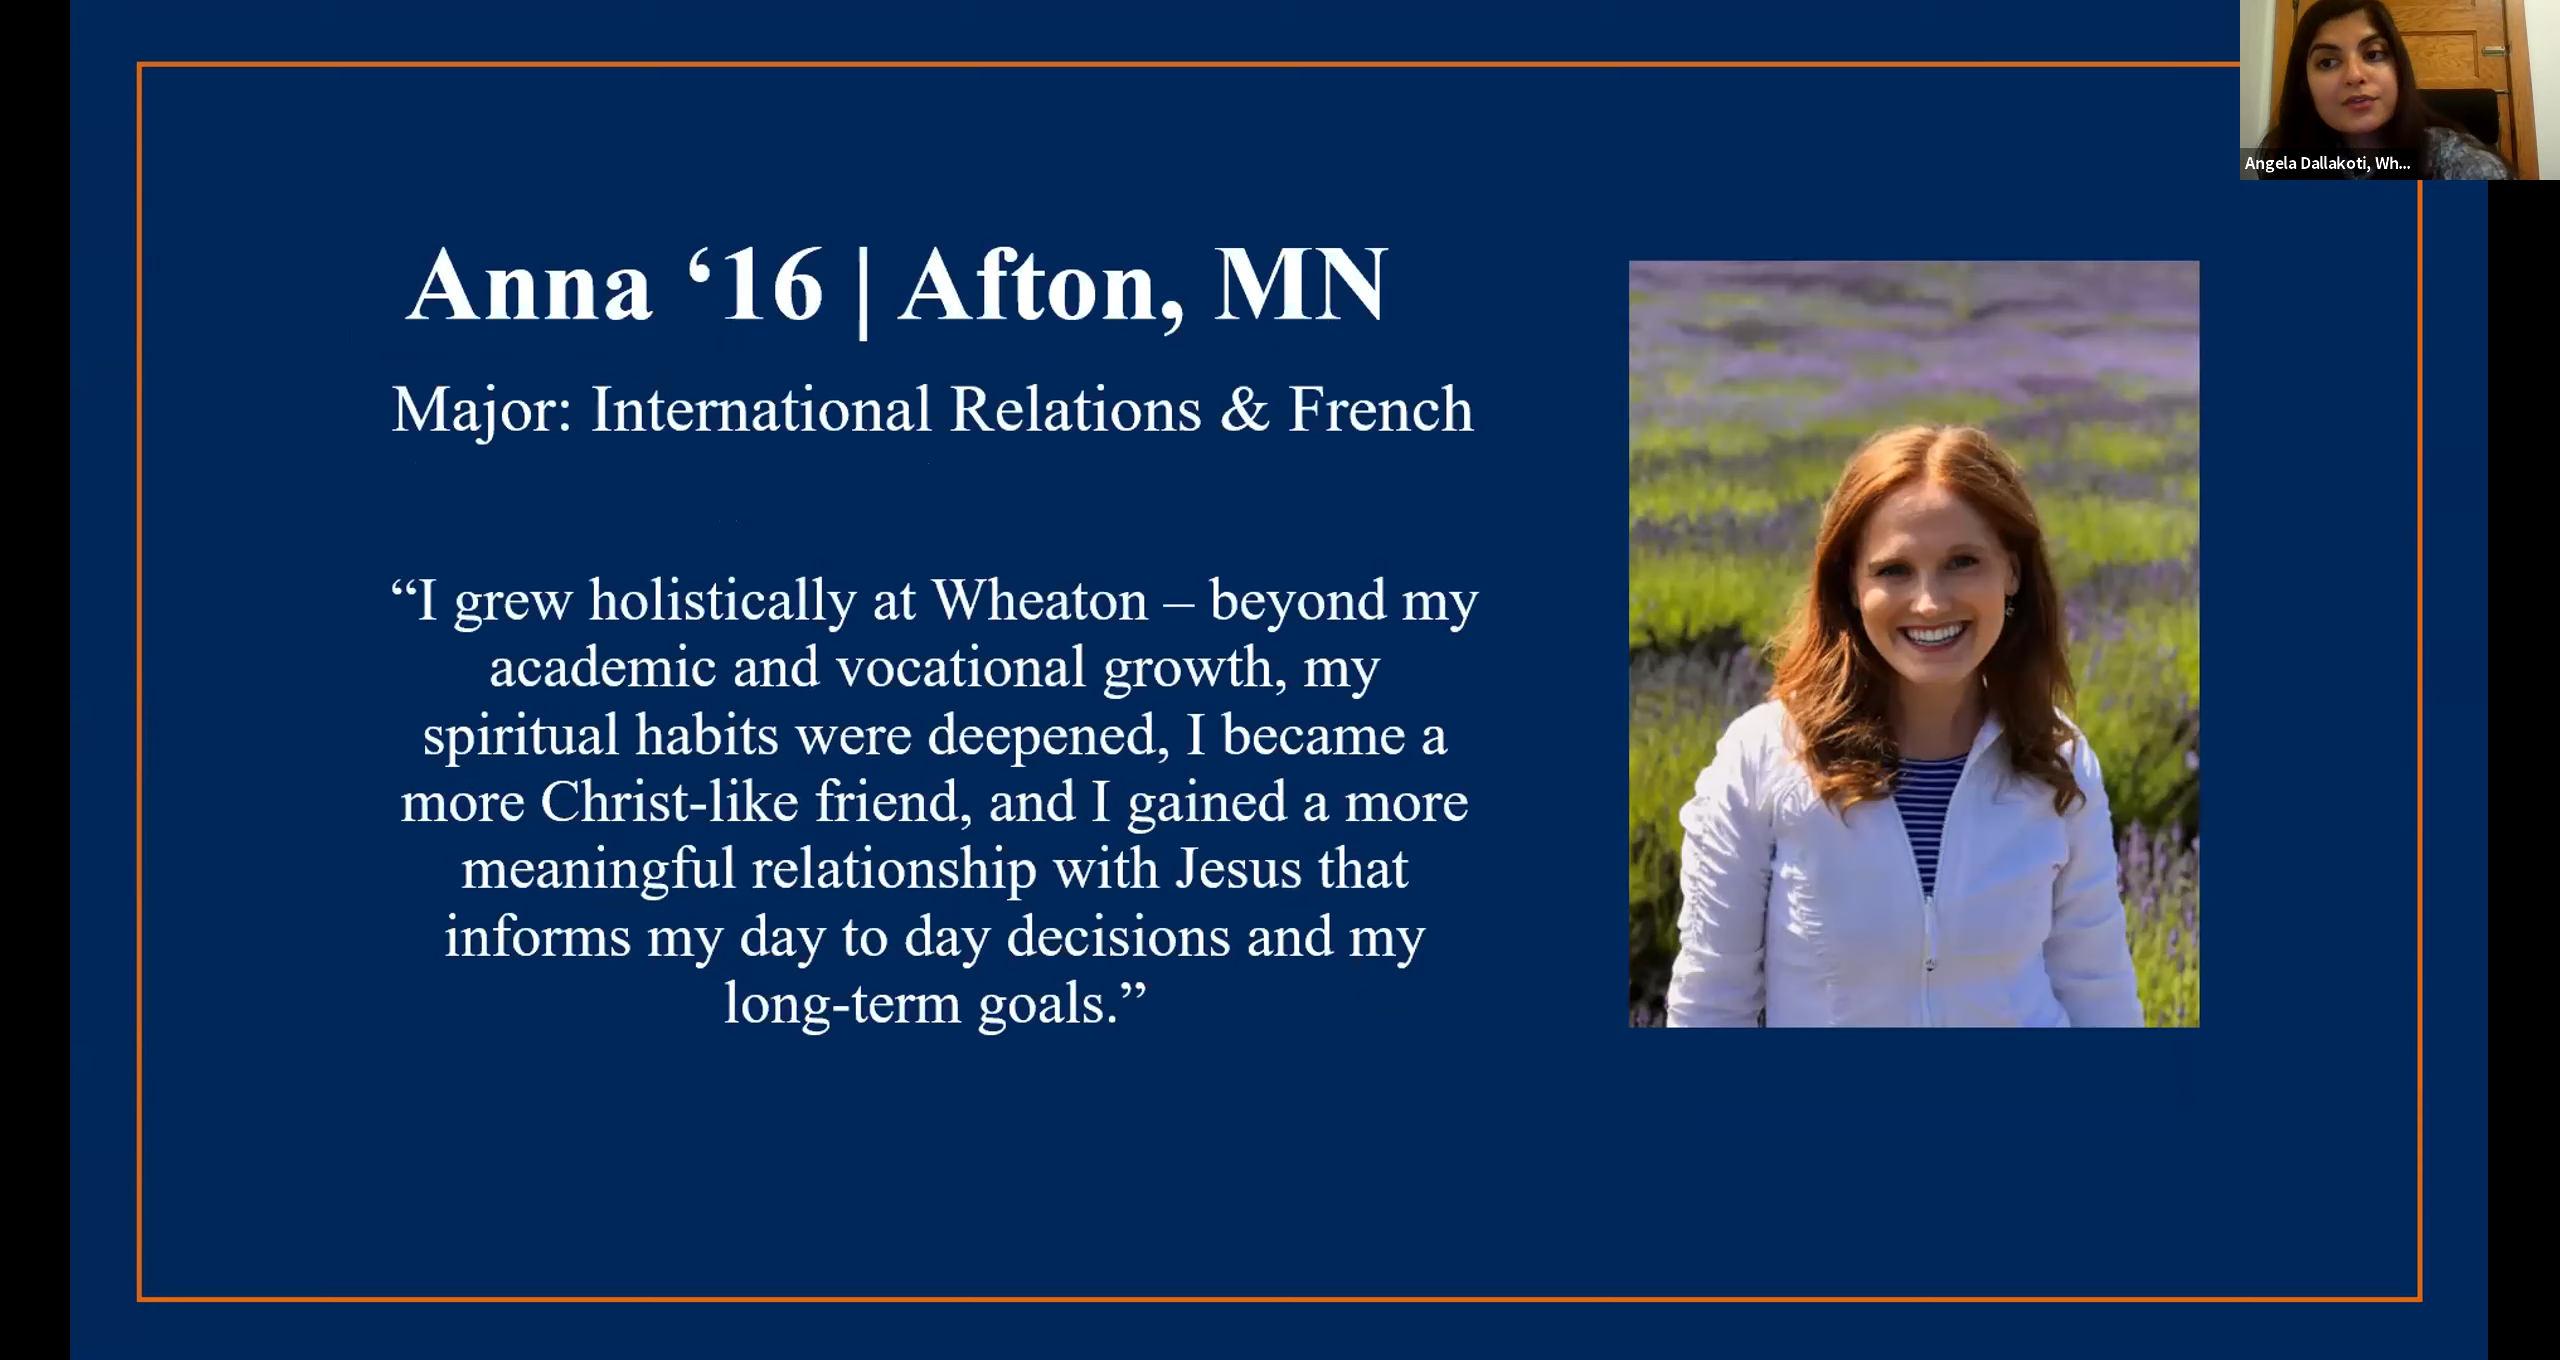 Angela Dallakoti, Wh...
Anna ‘16 | Afton, MN
Major: International Relations & French
“I grew holistically at Wheaton – beyond my
academic and vocational growth, my
spiritual habits were deepened, I became a
more Christ-like friend, and I gained a more
meaningful relationship with Jesus that
informs my day to day decisions and my
long-term goals.”